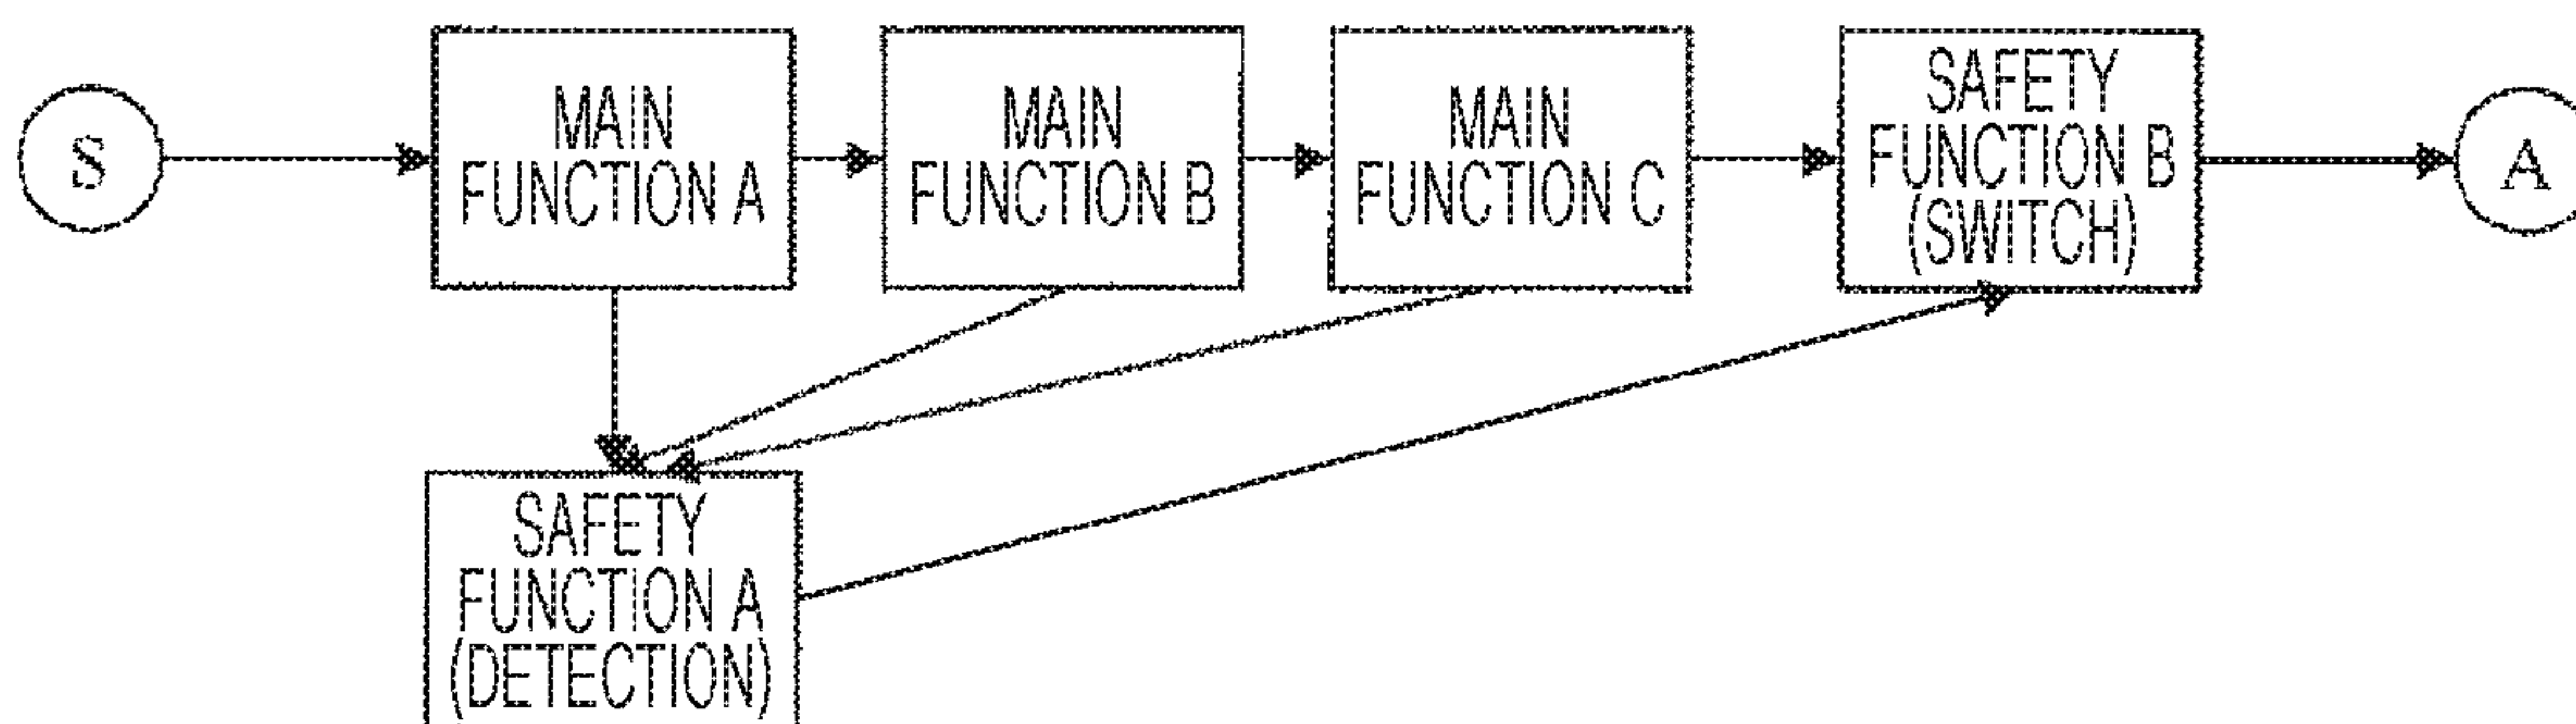 S
MAIN
FUNCTION A
MAIN
FUNCTION B
MAIN
FUNCTION C
SAFETY
FUNCTION B
(SWITCH)
A
SAFETY
FUNCTION A
(DETECTION)